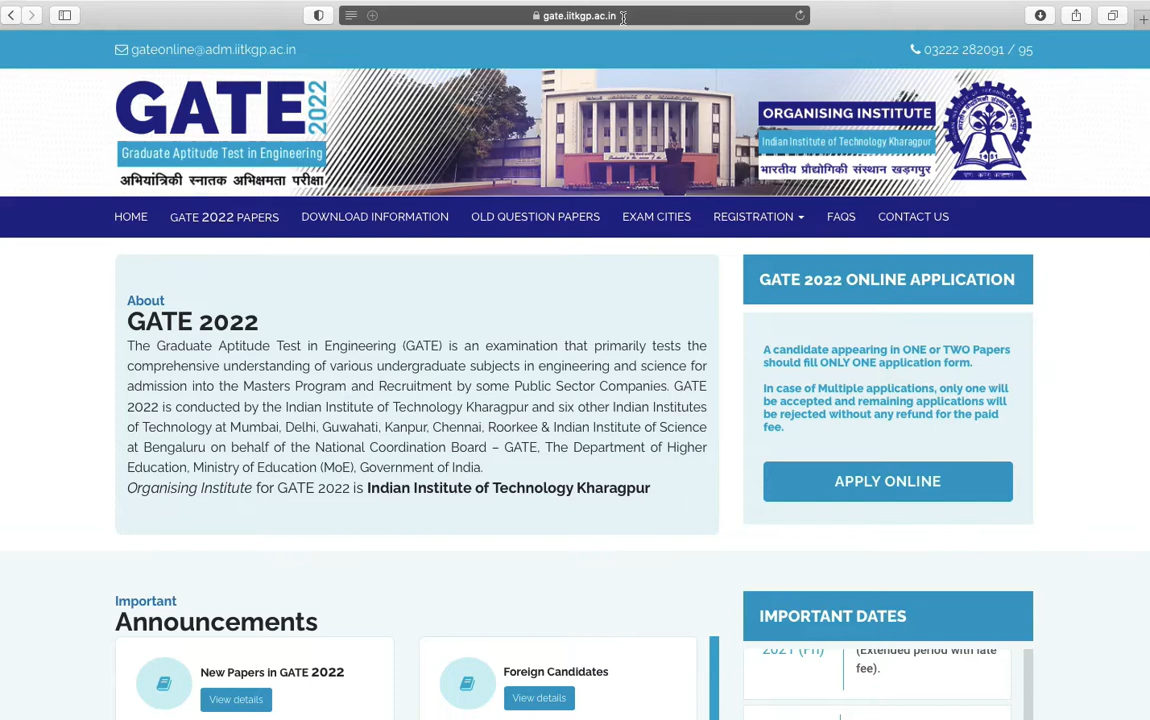 gate.iitkgp.ac.in
gateonline@adm.iitkgp.ac.in
03222 282091 / 95
GATE 2022
Graduate Aptitude Test in Engineering
अभियांत्रिकी स्नातक अभिक्षमता परीक्षा
ORGANISING INSTITUTE
Indian Institute of Technology Kharagpur
भारतीय प्रौद्योगिकी संस्थान खड़गपुर
1951
HOME GATE 2022 PAPERS DOWNLOAD INFORMATION OLD QUESTION PAPERS EXAM CITIES REGISTRATION FAQS CONTACT US
About
GATE 2022
The Graduate Aptitude Test in Engineering (GATE) is an examination that primarily tests the
comprehensive understanding of various undergraduate subjects in engineering and science for
admission into the Masters Program and Recruitment by some Public Sector Companies. GATE
2022 is conducted by the Indian Institute of Technology Kharagpur and six other Indian Institutes
of Technology at Mumbai, Delhi, Guwahati, Kanpur, Chennai, Roorkee & Indian Institute of Science
at Bengaluru on behalf of the National Coordination Board – GATE, The Department of Higher
Education, Ministry of Education (MoE), Government of India.
Organising Institute for GATE 2022 is Indian Institute of Technology Kharagpur
GATE 2022 ONLINE APPLICATION
A candidate appearing in ONE or TWO Papers
should fill ONLY ONE application form.
In case of Multiple applications, only one will
be accepted and remaining applications will
be rejected without any refund for the paid
fee.
APPLY ONLINE
Important
Announcements
New Papers in GATE 2022
View details
Foreign Candidates
View details
IMPORTANT DATES
2021 (Fri)
(Extended period with late
fee).